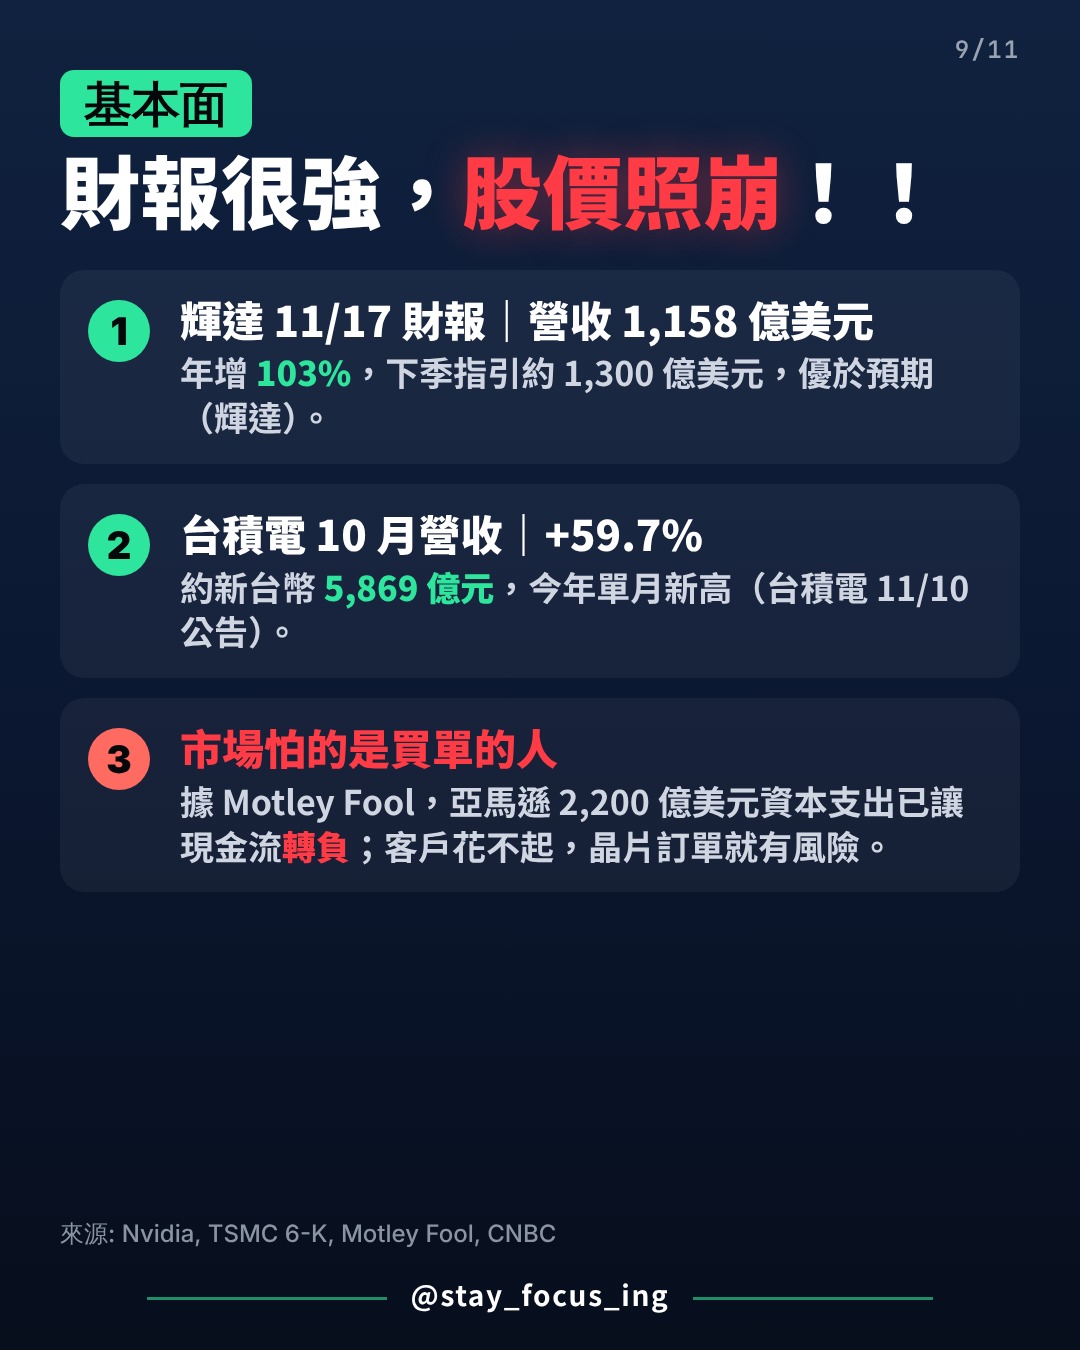 9/11
基本面
財報很強，股價照崩！！
1
輝達 11/17 財報｜營收 1,158 億美元
年增 103%，下季指引約 1,300 億美元，優於預期
（輝達）。
2
台積電 10 月營收｜+59.7%
約新台幣 5,869 億元，今年單月新高（台積電 11/10
公告）。
3
市場怕的是買單的人
據 Motley Fool，亞馬遜 2,200 億美元資本支出已讓
現金流轉負；客戶花不起，晶片訂單就有風險。
來源: Nvidia, TSMC 6-K, Motley Fool, CNBC
@stay_focus_ing